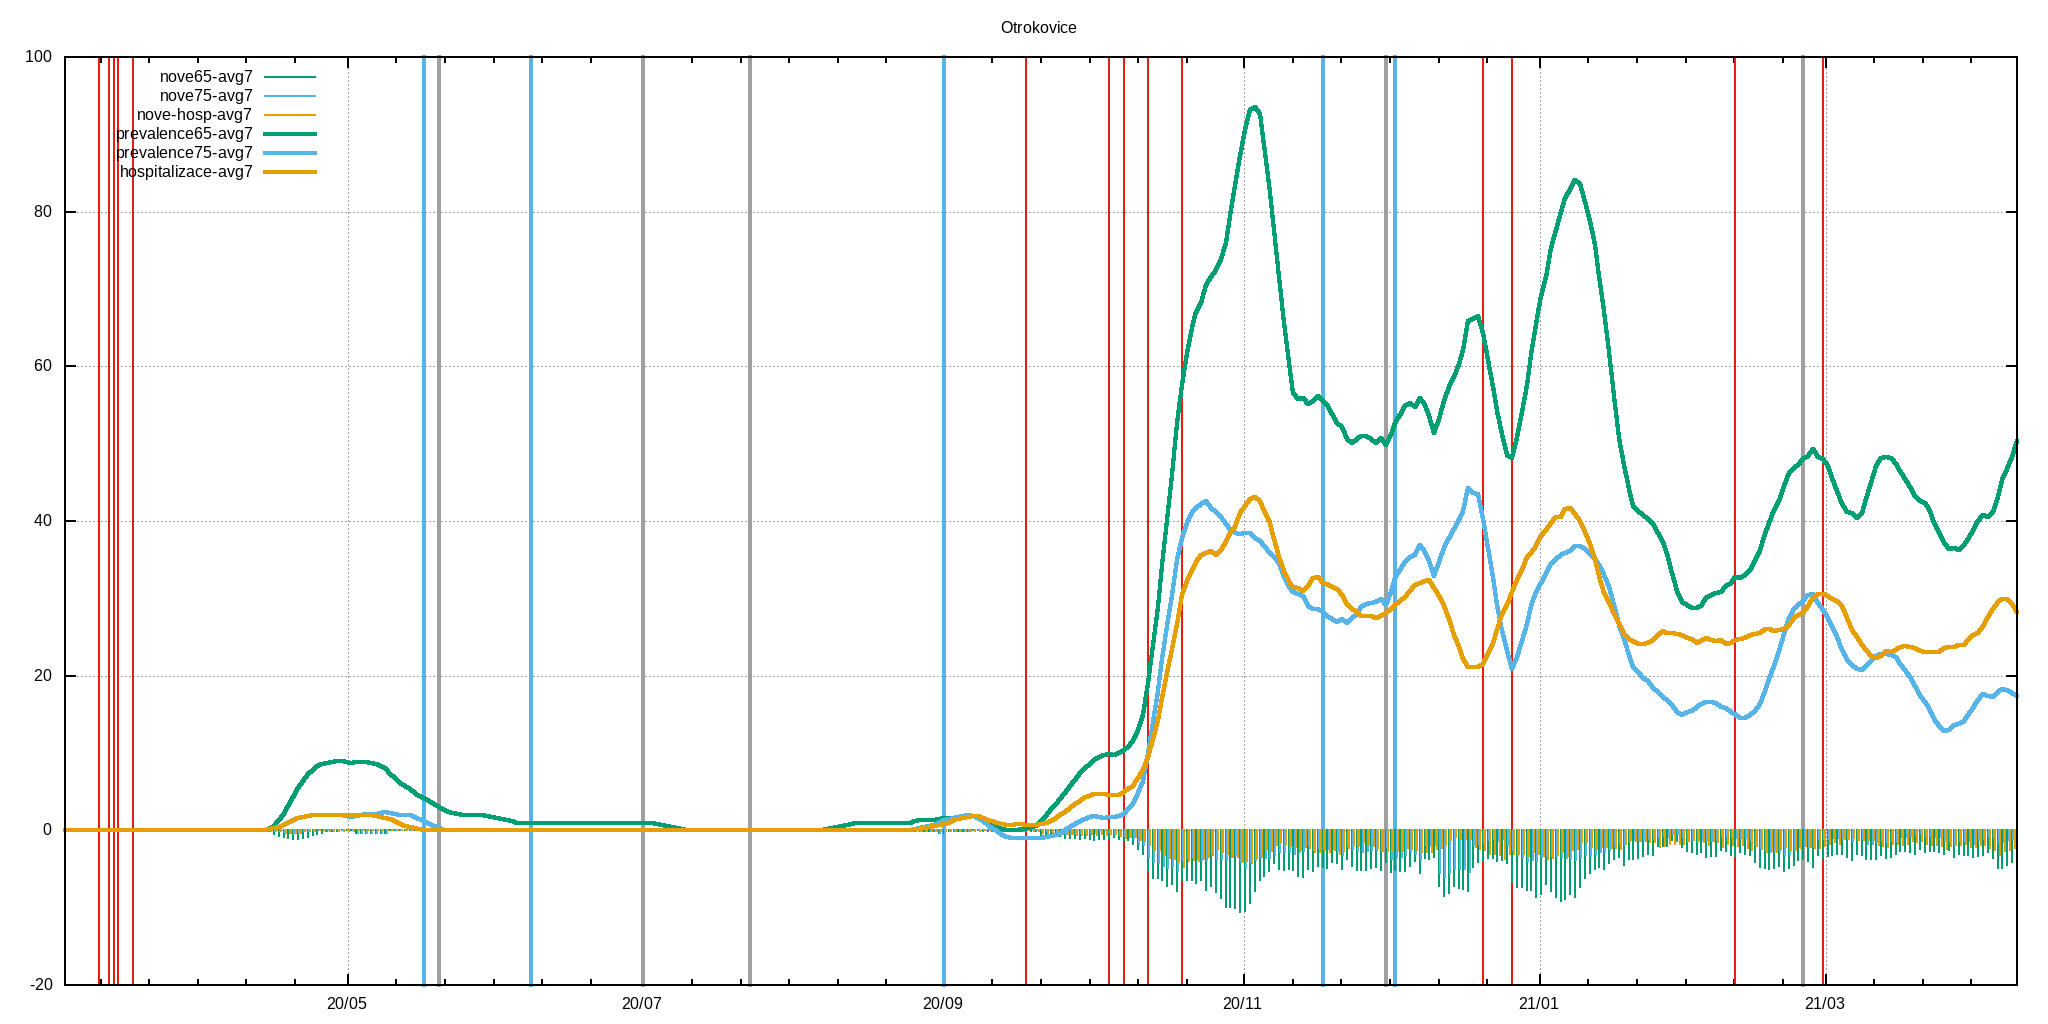 Otrokovice
100
80
60
40
20
0
-20
nove65-avg7
nove75-avg7
nove-hosp-avg7
prevalence65-avg7
prevalence75-avg7
hospitalizace-avg7
20/05 20/07 20/09 20/11 21/01 21/03